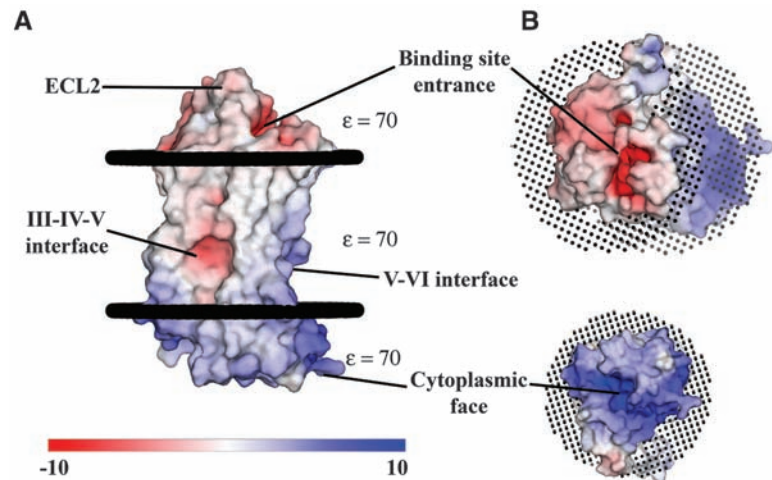 A
B
ECL2
Binding site
entrance
ε = 70
III-IV-V
interface
ε = 70
V-VI interface
ε = 70
Cytoplasmic
face
-10
10